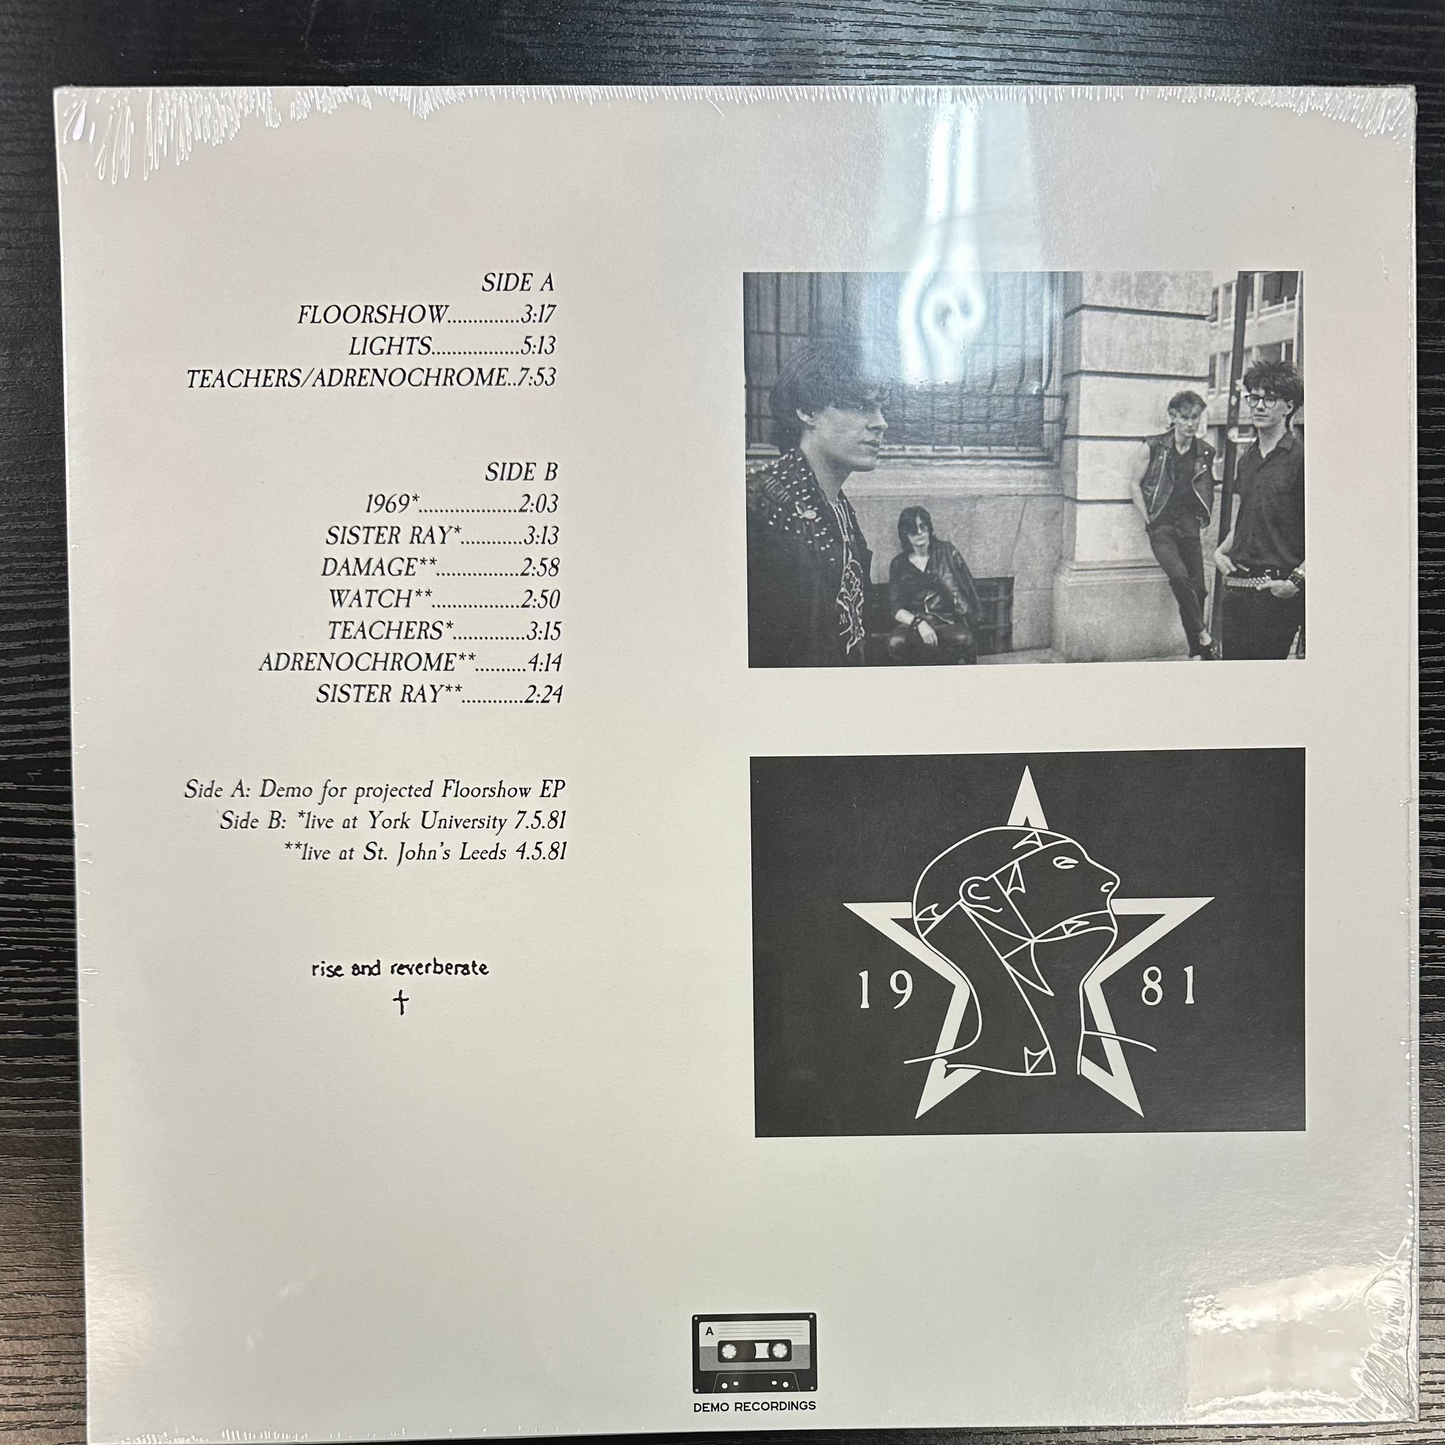 SIDE A
FLOORSHOW..............3:17
LIGHTS.................5:13
TEACHERS/ADRENOCHROME..7:53
SIDE B
1969*...................2:03
SISTER RAY*............3:13
DAMAGE**................2:58
WATCH**.................2:50
TEACHERS*..............3:15
ADRENOCHROME**..........4:14
SISTER RAY**............2:24
Side A: Demo for projected Floorshow EP
Side B: *live at York University 7.5.81
**live at St. John's Leeds 4.5.81
rise and reverberate
1981
A
DEMO RECORDINGS